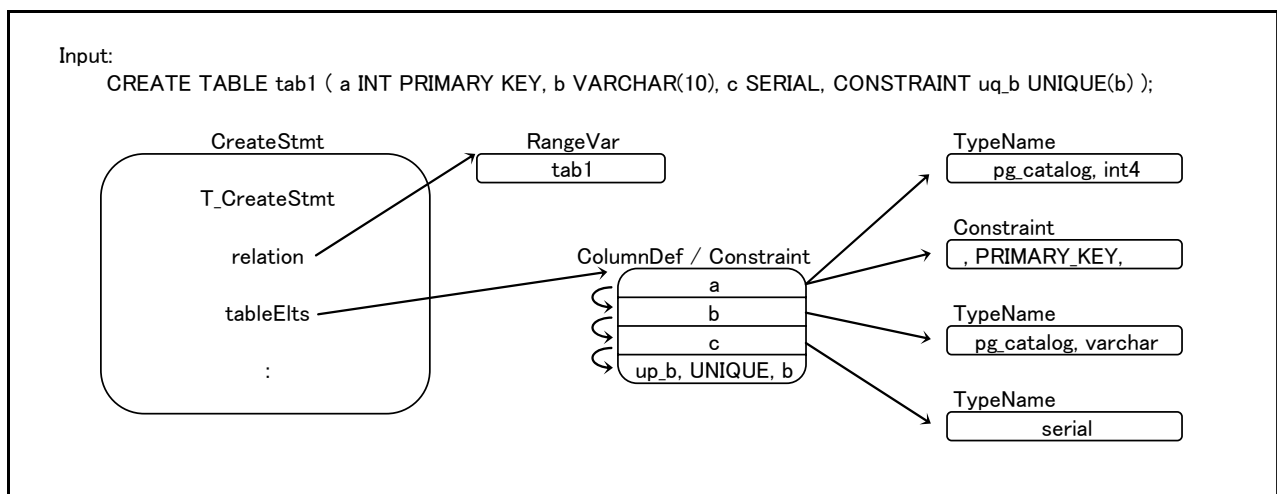 Input:
CREATE TABLE tab1 ( a INT PRIMARY KEY, b VARCHAR(10), c SERIAL, CONSTRAINT uq_b UNIQUE(b) );
CreateStmt
T_CreateStmt
relation
tableElts
:
RangeVar
tab1
ColumnDef / Constraint
a
b
c
up_b, UNIQUE, b
TypeName
pg_catalog, int4
Constraint
, PRIMARY_KEY,
TypeName
pg_catalog, varchar
TypeName
serial